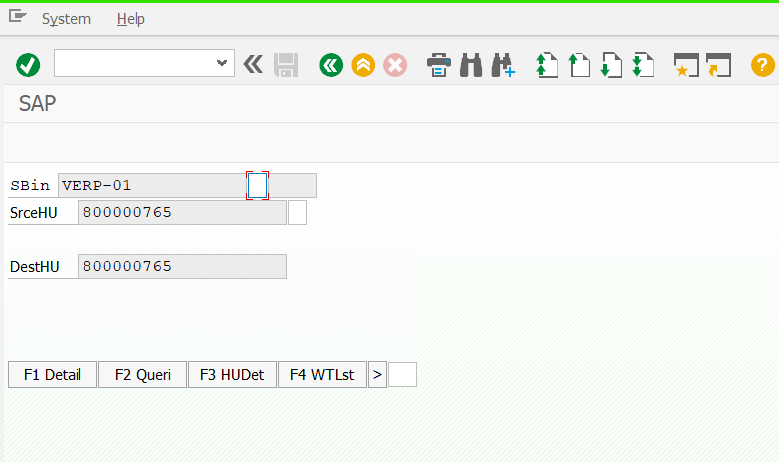 System Help
SAP
SBin VERP-01
SrceHU 800000765
DestHU 800000765
F1 Detail F2 Queri F3 HUDet F4 WTLst >